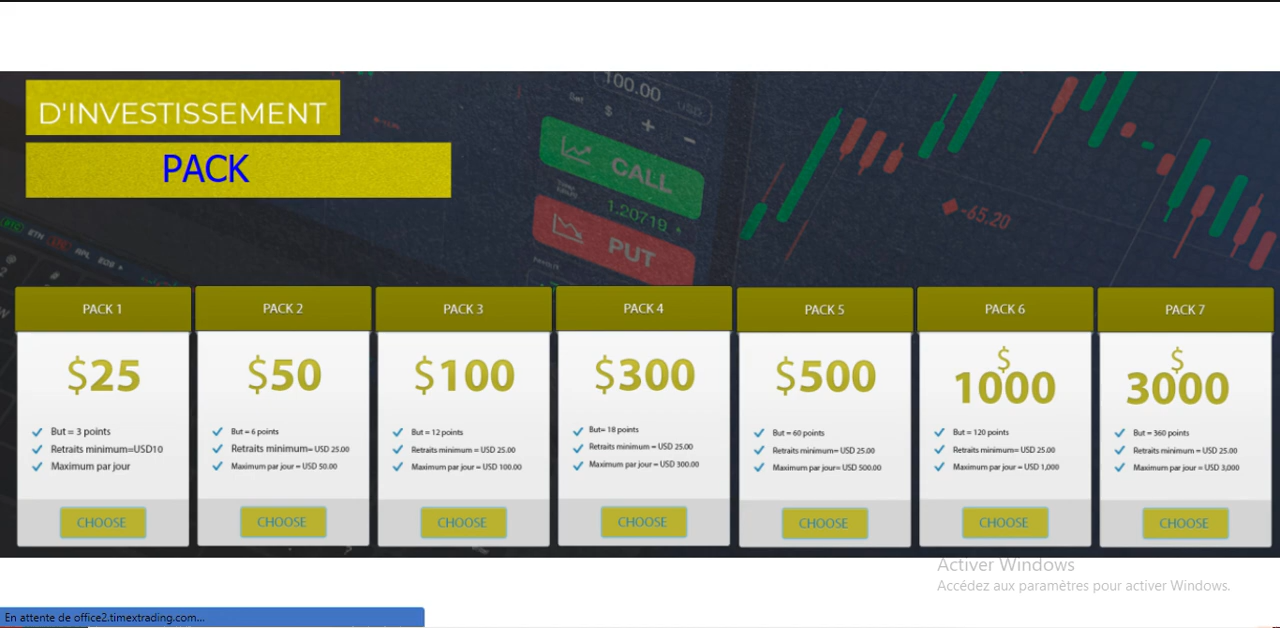 100.00
USD
Bet
$
+
−
D'INVESTISSEMENT
PACK
CALL
1.20719
PUT
-65.20
BTC ETH LTC RPL EOS
PACK 1
$25
But = 3 points
Retraits minimum=USD10
Maximum par jour
CHOOSE
PACK 2
$50
But = 6 points
Retraits minimum= USD 25.00
Maximum par jour = USD 50.00
CHOOSE
PACK 3
$100
But = 12 points
Retraits minimum = USD 25.00
Maximum par jour = USD 100.00
CHOOSE
PACK 4
$300
But= 18 points
Retraits minimum = USD 25.00
Maximum par jour = USD 300.00
CHOOSE
PACK 5
$500
But = 60 points
Retraits minimum = USD 25.00
Maximum par jour= USD 500.00
CHOOSE
PACK 6
$
1000
But = 120 points
Retraits minimum= USD 25.00
Maximum par jour = USD 1,000
CHOOSE
PACK 7
$
3000
But = 360 points
Retraits minimum = USD 25.00
Maximum par jour = USD 3,000
CHOOSE
Activer Windows
Accédez aux paramètres pour activer Windows.
En attente de office2.timextrading.com...